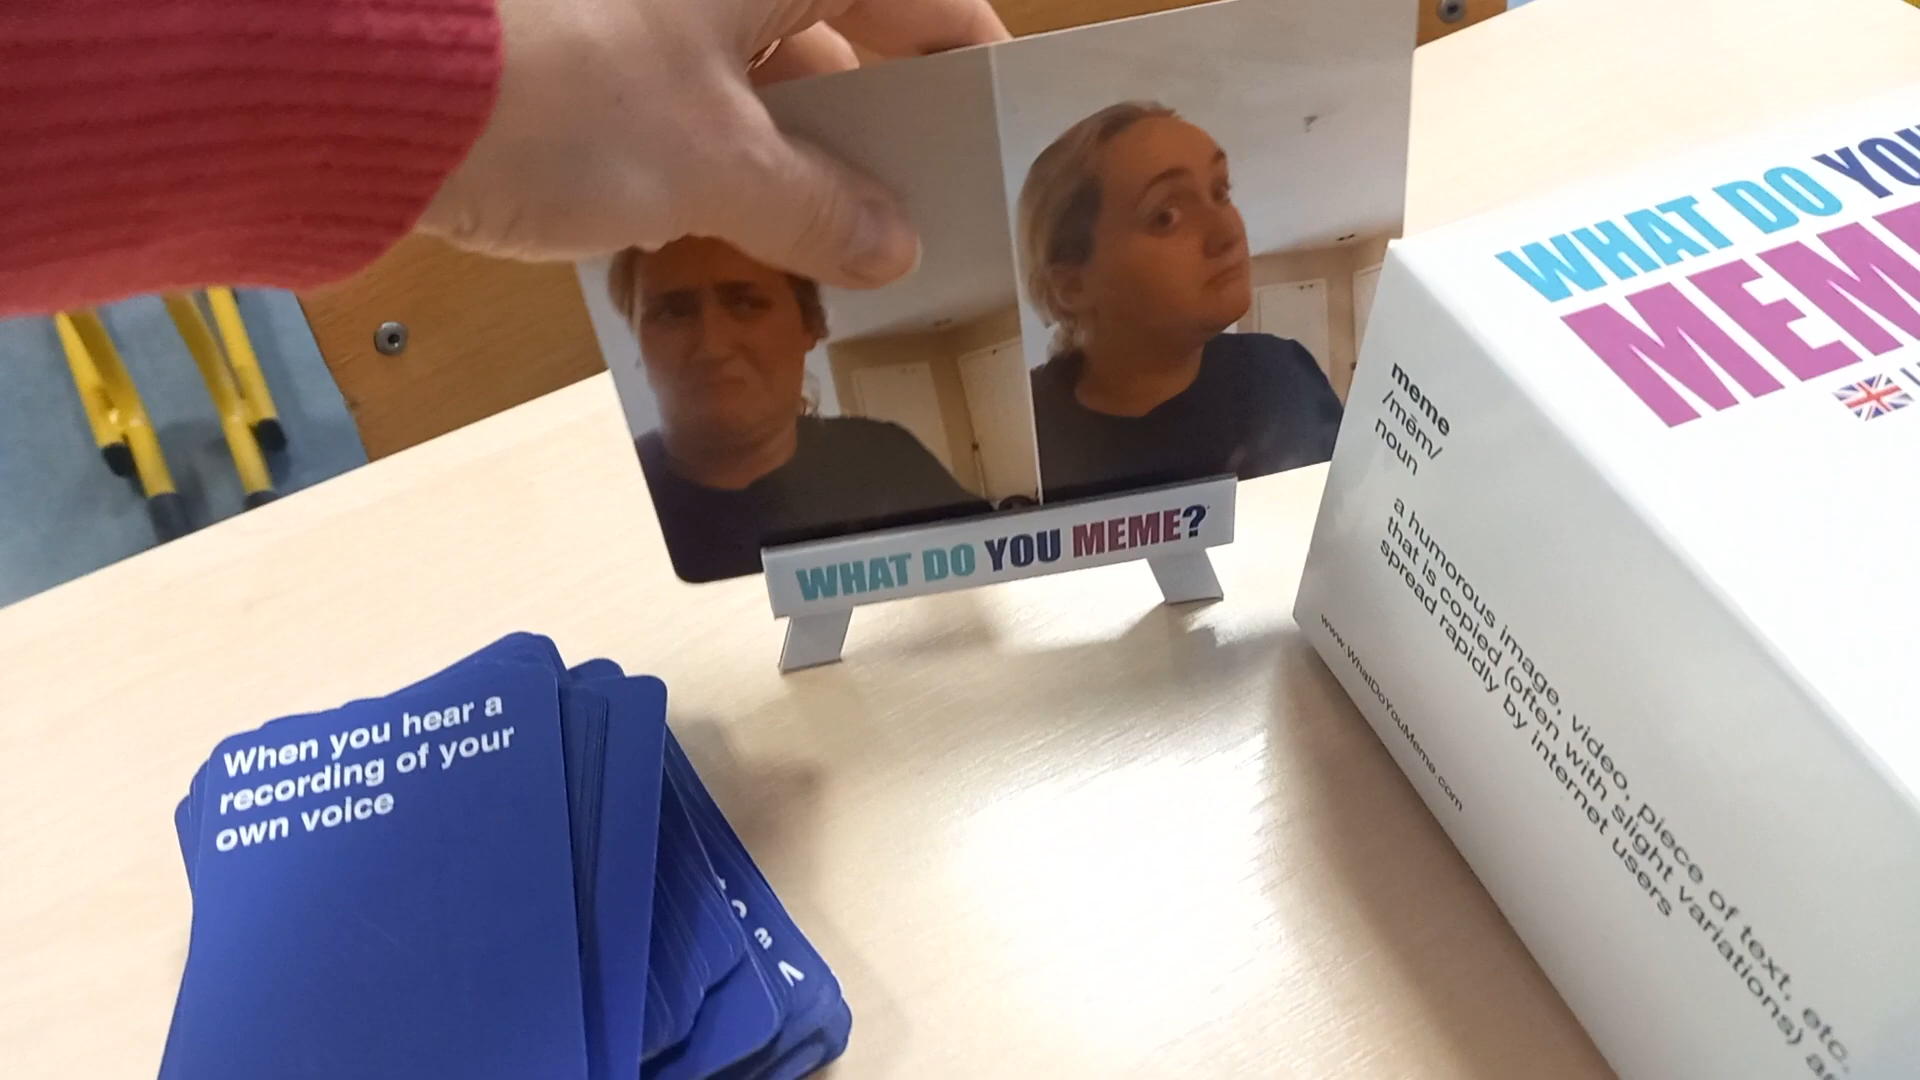 When you hear a
recording of your
own voice
WHAT DO YOU MEME?
WHAT DO YOU
MEME
meme
/mēm/
noun
a humorous image, video, piece of text, etc.
that is copied (often with slight variations)
spread rapidly by internet users
www.WhatDoYouMeme.com